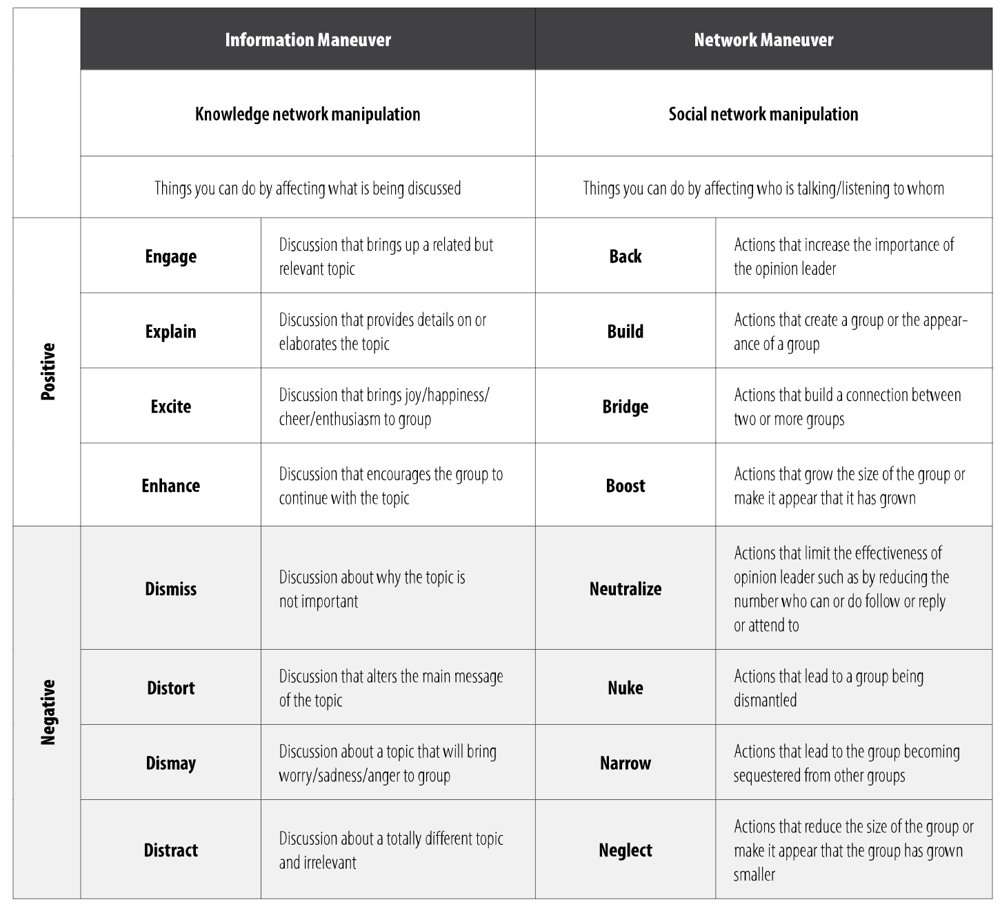 Information Maneuver
Network Maneuver
Knowledge network manipulation
Social network manipulation
Things you can do by affecting what is being discussed
Things you can do by affecting who is talking/listening to whom
Positive
Engage
Discussion that brings up a related but
relevant topic
Back
Actions that increase the importance of
the opinion leader
Explain
Discussion that provides details on or
elaborates the topic
Build
Actions that create a group or the appear-
ance of a group
Excite
Discussion that brings joy/happiness/
cheer/enthusiasm to group
Bridge
Actions that build a connection between
two or more groups
Enhance
Discussion that encourages the group to
continue with the topic
Boost
Actions that grow the size of the group or
make it appear that it has grown
Negative
Dismiss
Discussion about why the topic is
not important
Neutralize
Actions that limit the effectiveness of
opinion leader such as by reducing the
number who can or do follow or reply
or attend to
Distort
Discussion that alters the main message
of the topic
Nuke
Actions that lead to a group being
dismantled
Dismay
Discussion about a topic that will bring
worry/sadness/anger to group
Narrow
Actions that lead to the group becoming
sequestered from other groups
Distract
Discussion about a totally different topic
and irrelevant
Neglect
Actions that reduce the size of the group or
make it appear that the group has grown
smaller